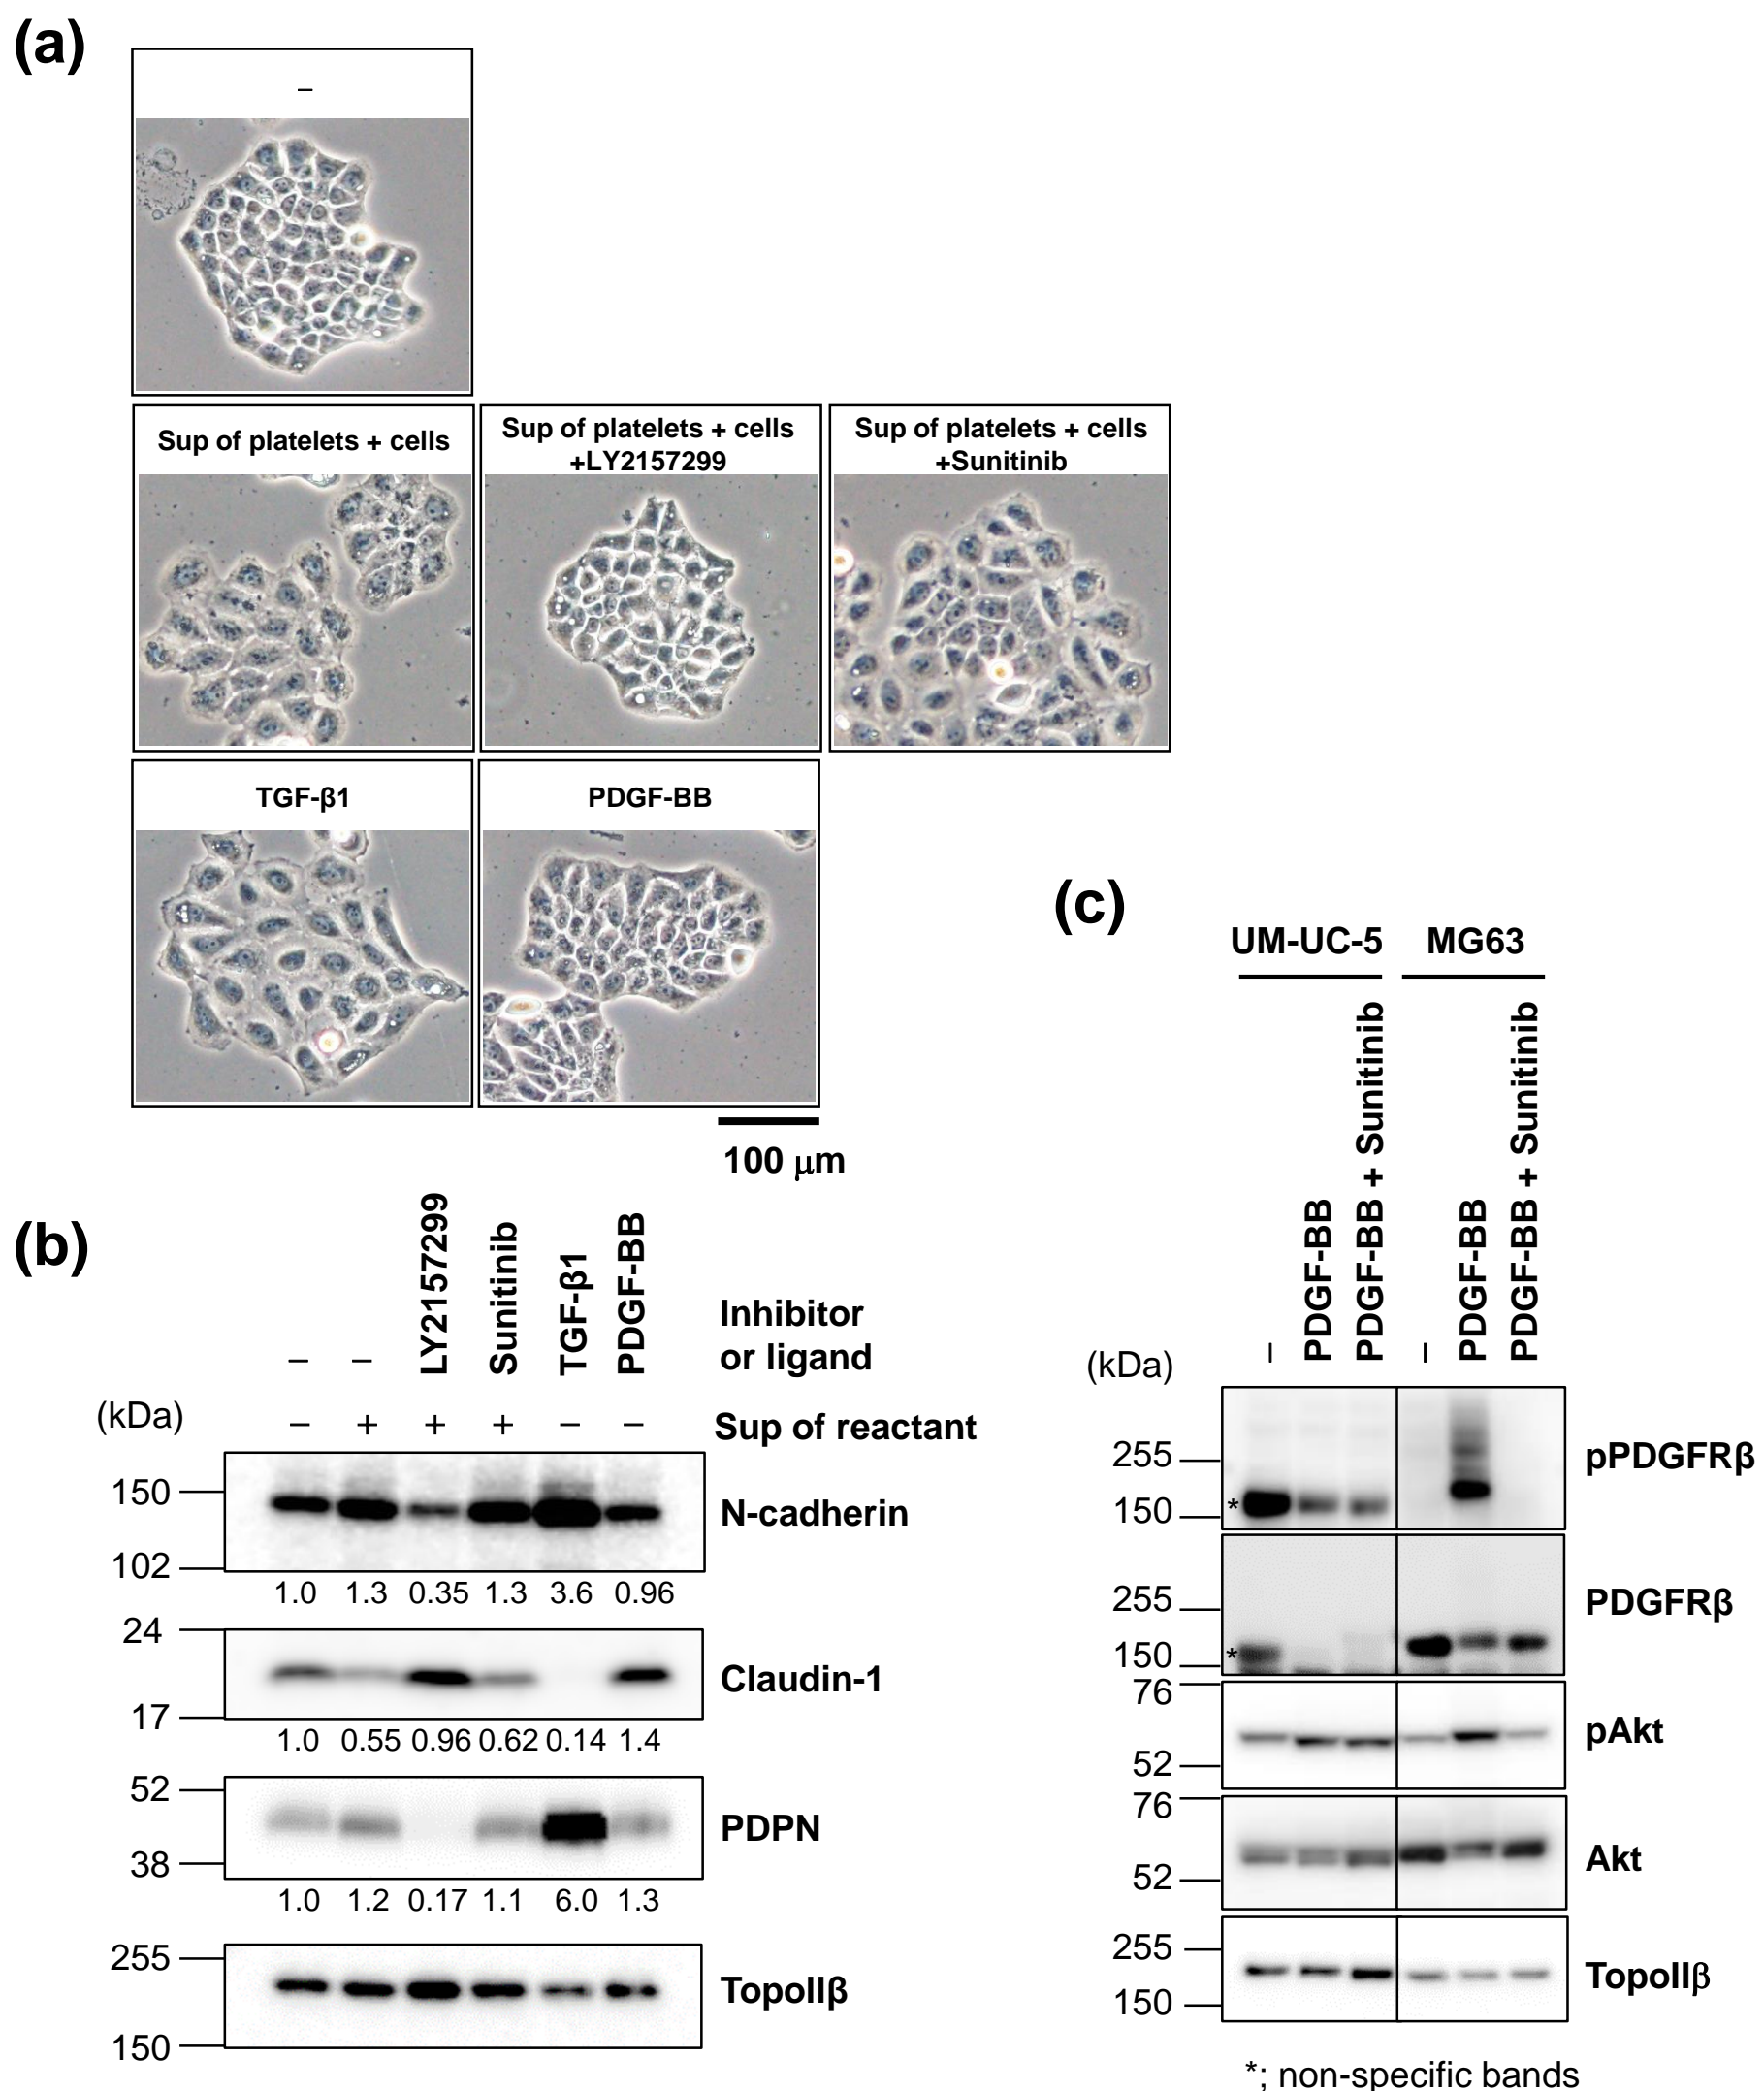 (a)
–
Sup of platelets + cells
Sup of platelets + cells
+LY2157299
Sup of platelets + cells
+Sunitinib
TGF-β1
PDGF-BB
100 μm
(b)
– – LY2157299 Sunitinib TGF-β1 PDGF-BB
Inhibitor
or ligand
(kDa)
– + + + – – Sup of reactant
150
102
N-cadherin
1.0 1.3 0.35 1.3 3.6 0.96
24
17
Claudin-1
1.0 0.55 0.96 0.62 0.14 1.4
52
38
PDPN
1.0 1.2 0.17 1.1 6.0 1.3
255
150
TopoIIβ
(c)
UM-UC-5 MG63
– PDGF-BB PDGF-BB + Sunitinib – PDGF-BB PDGF-BB + Sunitinib
(kDa)
255
150
*
pPDGFRβ
255
150
*
PDGFRβ
76
52
pAkt
76
52
Akt
255
150
TopoIIβ
*; non-specific bands